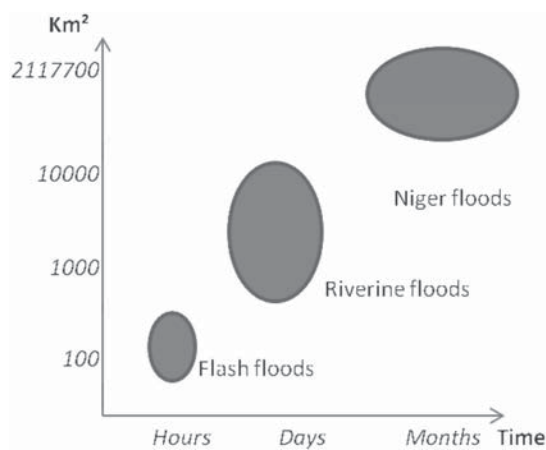 Km²
2117700
10000
Niger floods
1000
Riverine floods
100
Flash floods
Hours Days Months Time